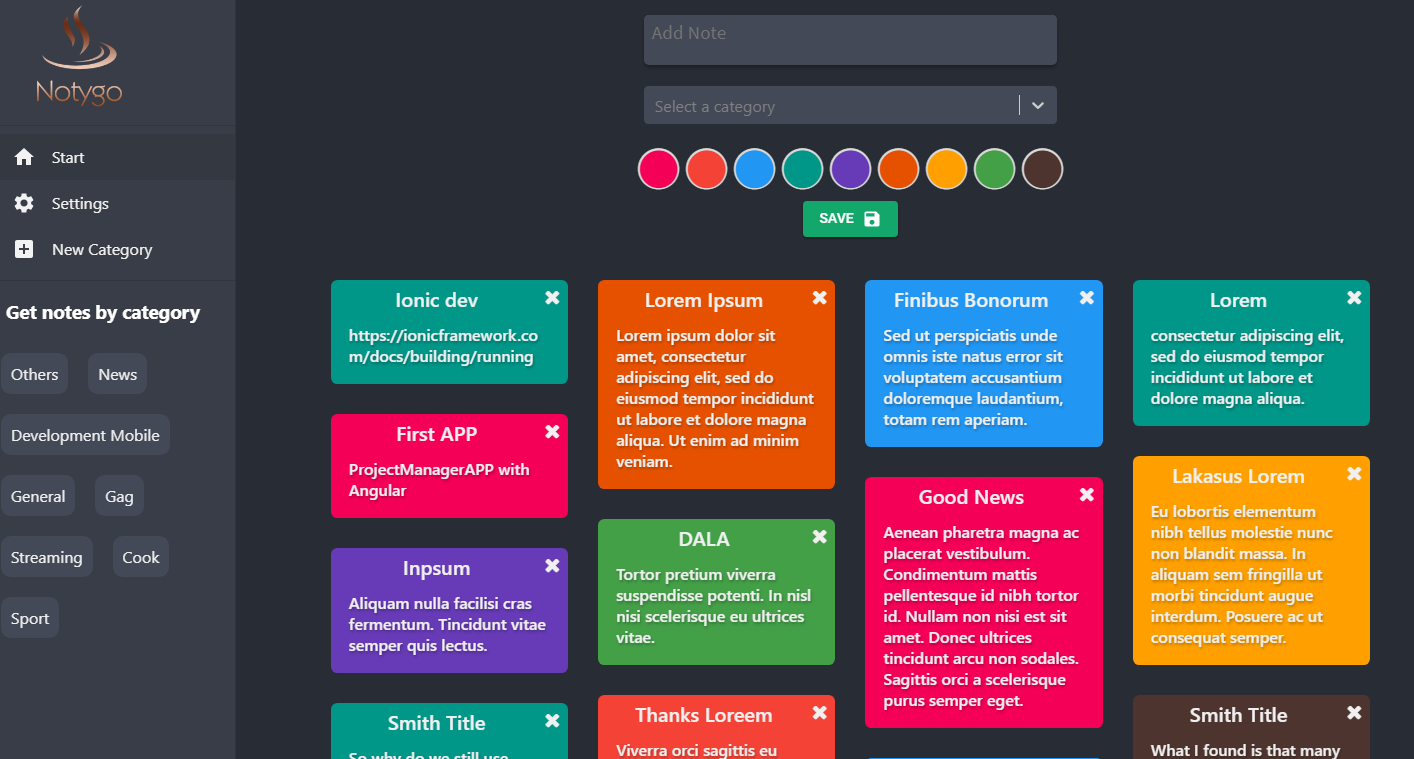 Notygo
Start
Settings
New Category
Get notes by category
Others
News
Development Mobile
General
Gag
Streaming
Cook
Sport
Add Note
Select a category
SAVE
Ionic dev
https://ionicframework.co
m/docs/building/running
First APP
ProjectManagerAPP with
Angular
Inpsum
Aliquam nulla facilisi cras
fermentum. Tincidunt vitae
semper quis lectus.
Smith Title
So why do we still use
Lorem Ipsum
Lorem ipsum dolor sit
amet, consectetur
adipiscing elit, sed do
eiusmod tempor incididunt
ut labore et dolore magna
aliqua. Ut enim ad minim
veniam.
DALA
Tortor pretium viverra
suspendisse potenti. In nisl
nisi scelerisque eu ultrices
vitae.
Thanks Loreem
Viverra orci sagittis eu
Finibus Bonorum
Sed ut perspiciatis unde
omnis iste natus error sit
voluptatem accusantium
doloremque laudantium,
totam rem aperiam.
Good News
Aenean pharetra magna ac
placerat vestibulum.
Condimentum mattis
pellentesque id nibh tortor
id. Nullam non nisi est sit
amet. Donec ultrices
tincidunt arcu non sodales.
Sagittis orci a scelerisque
purus semper eget.
Lorem
consectetur adipiscing elit,
sed do eiusmod tempor
incididunt ut labore et
dolore magna aliqua.
Lakasus Lorem
Eu lobortis elementum
nibh tellus molestie nunc
non blandit massa. In
aliquam sem fringilla ut
morbi tincidunt augue
interdum. Posuere ac ut
consequat semper.
Smith Title
What I found is that many